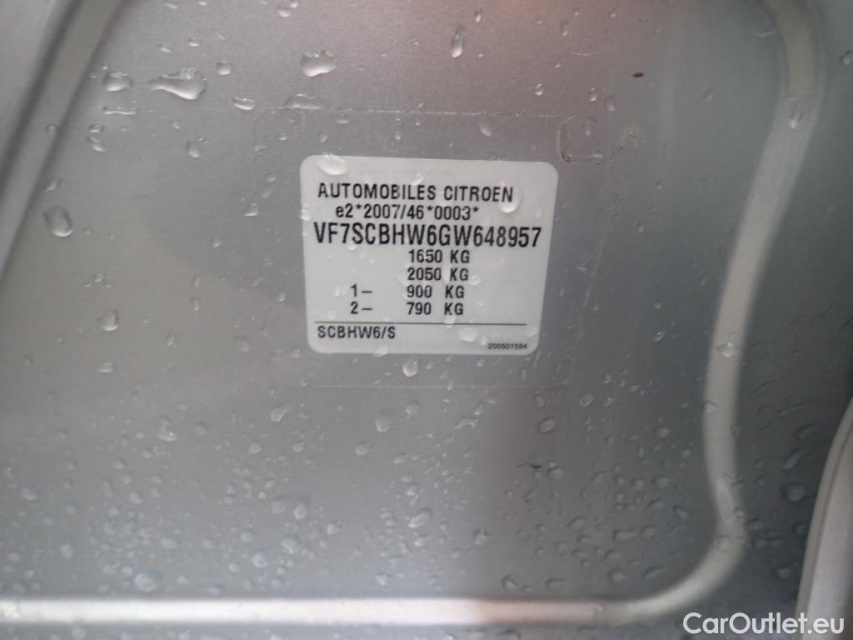 AUTOMOBILES CITROEN
e2*2007/46*0003*
VF7SCBHW6GW648957
1650 KG
2050 KG
1– 900 KG
2– 790 KG
SCBHW6/S
200501594
CarOutlet.eu